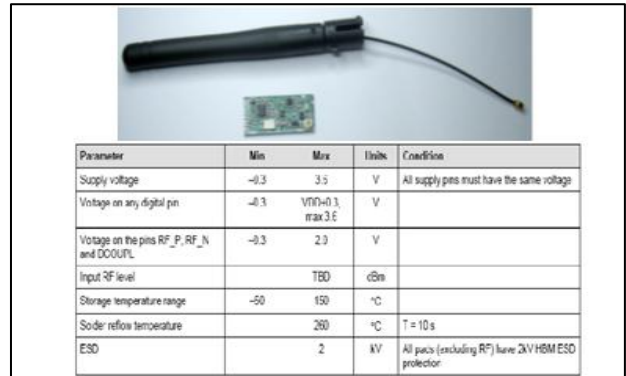 Parameter Min Max Units Condition
Supply voltage –0.3 3.6 V All supply pins must have the same voltage
Voltage on any digital pin –0.3 VDD+0.3, max 3.6 V
Voltage on the pins RF_P, RF_N and DCOUPL –0.3 2.0 V
Input RF level TBD dBm
Storage temperature range –50 150 °C
Solder reflow temperature 260 °C T = 10 s
ESD 2 kV All pads (excluding RF) have 2kV HBM ESD protection